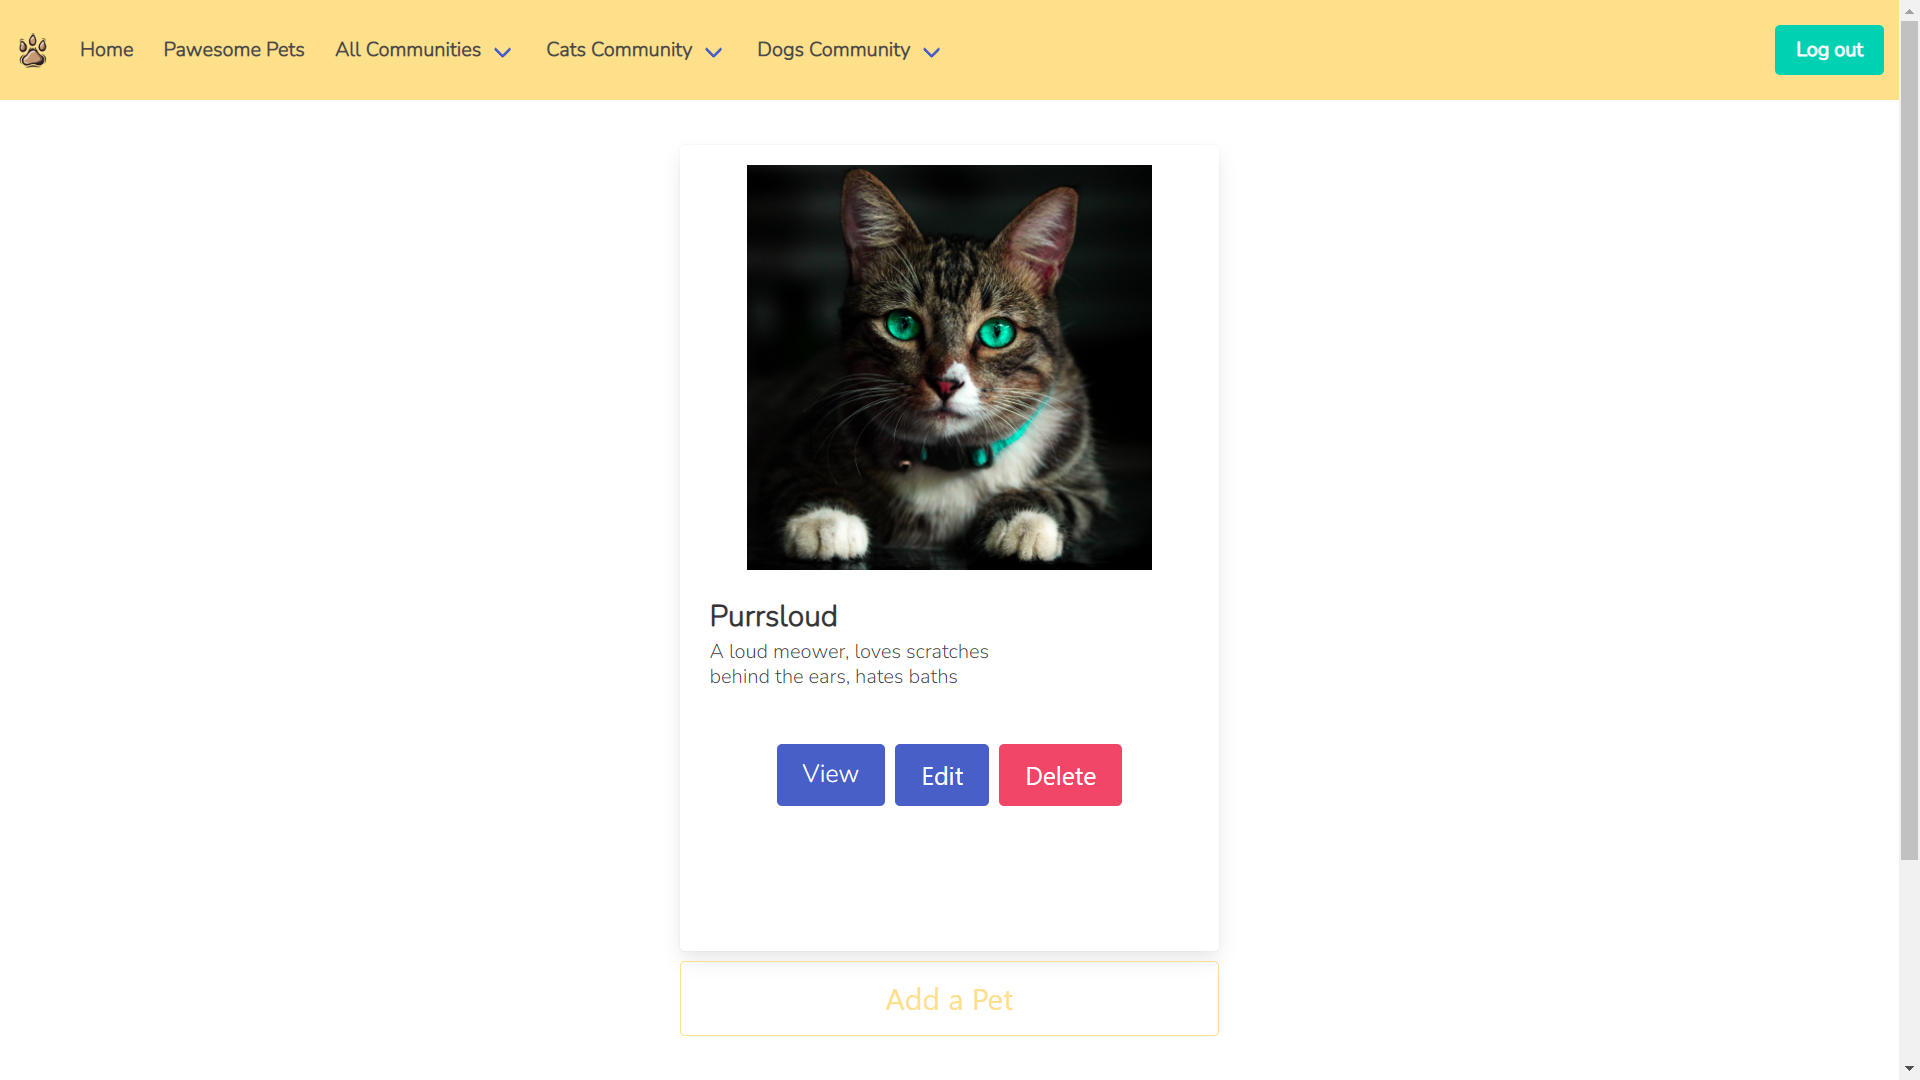 Home
Pawesome Pets
All Communities
Cats Community
Dogs Community
Log out
Purrsloud
A loud meower, loves scratches
behind the ears, hates baths
View
Edit
Delete
Add a Pet